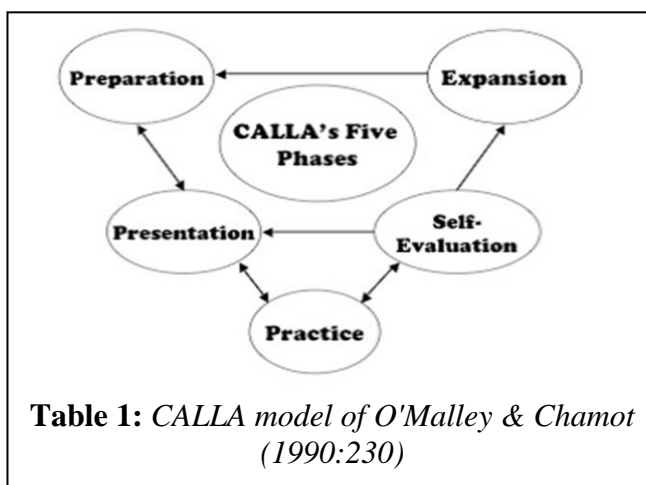 Preparation
Expansion
CALLA's Five
Phases
Presentation
Self-
Evaluation
Practice
Table 1: CALLA model of O'Malley & Chamot
(1990:230)